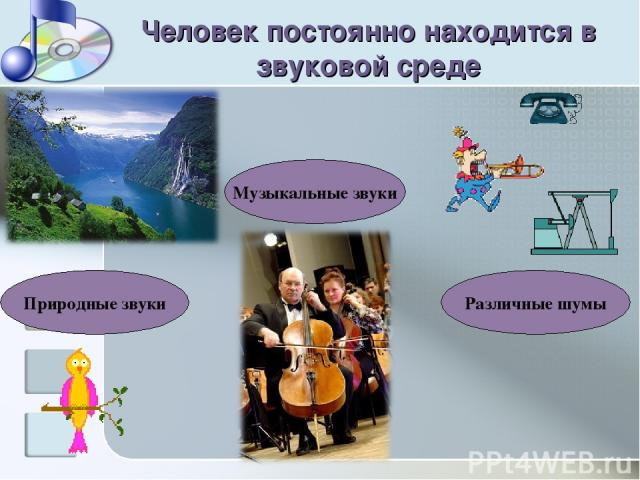 Человек постоянно находится в
звуковой среде
Музыкальные звуки
Природные звуки
Различные шумы
PPt4WEB.ru